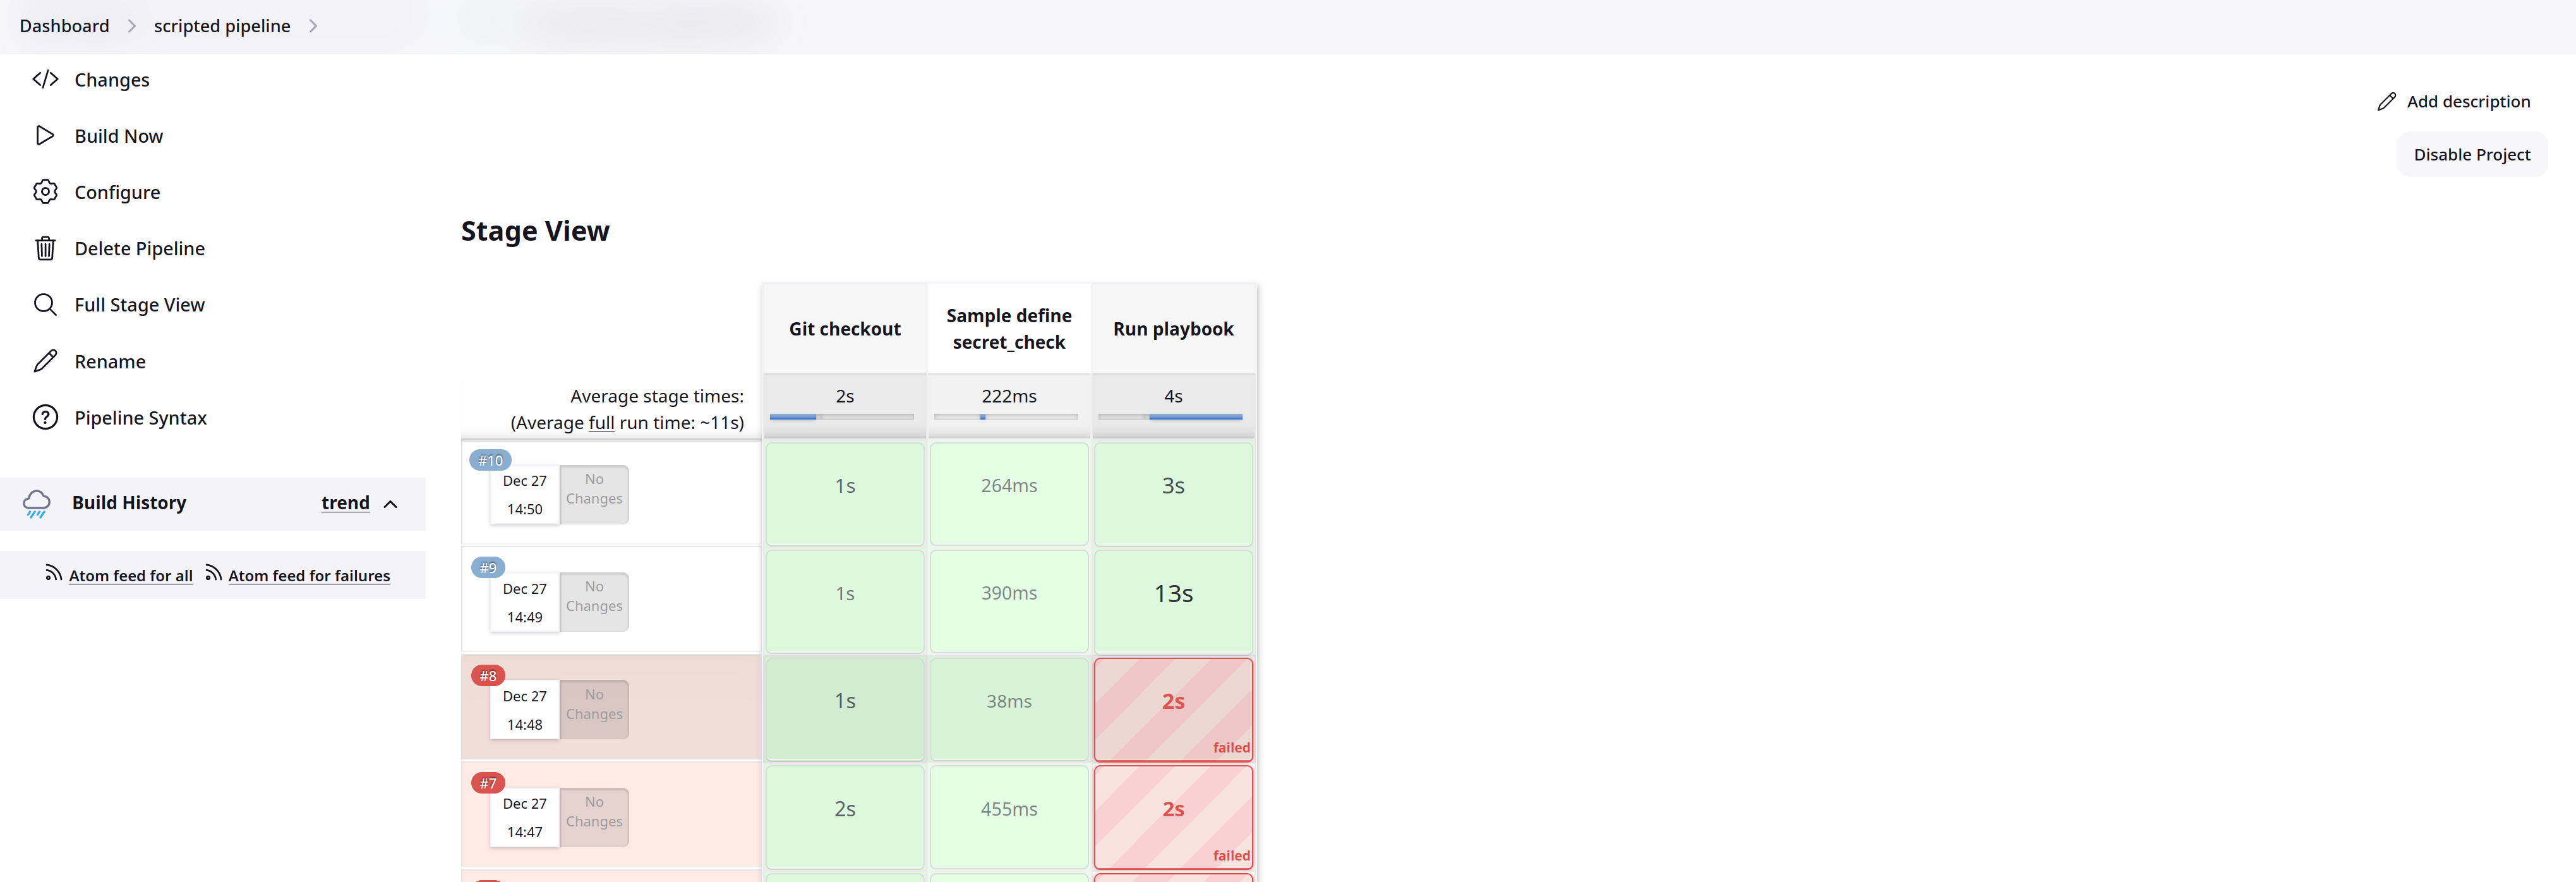 Dashboard
scripted pipeline
Changes
Build Now
Configure
Delete Pipeline
Full Stage View
Rename
Pipeline Syntax
Build History
trend
Atom feed for all
Atom feed for failures
Add description
Disable Project
Stage View
Git checkout
Sample define
secret_check
Run playbook
Average stage times:
(Average full run time: ~11s)
2s
222ms
4s
#10
Dec 27
14:50
No
Changes
1s
264ms
3s
#9
Dec 27
14:49
No
Changes
1s
390ms
13s
#8
Dec 27
14:48
No
Changes
1s
38ms
2s
failed
#7
Dec 27
14:47
No
Changes
2s
455ms
2s
failed